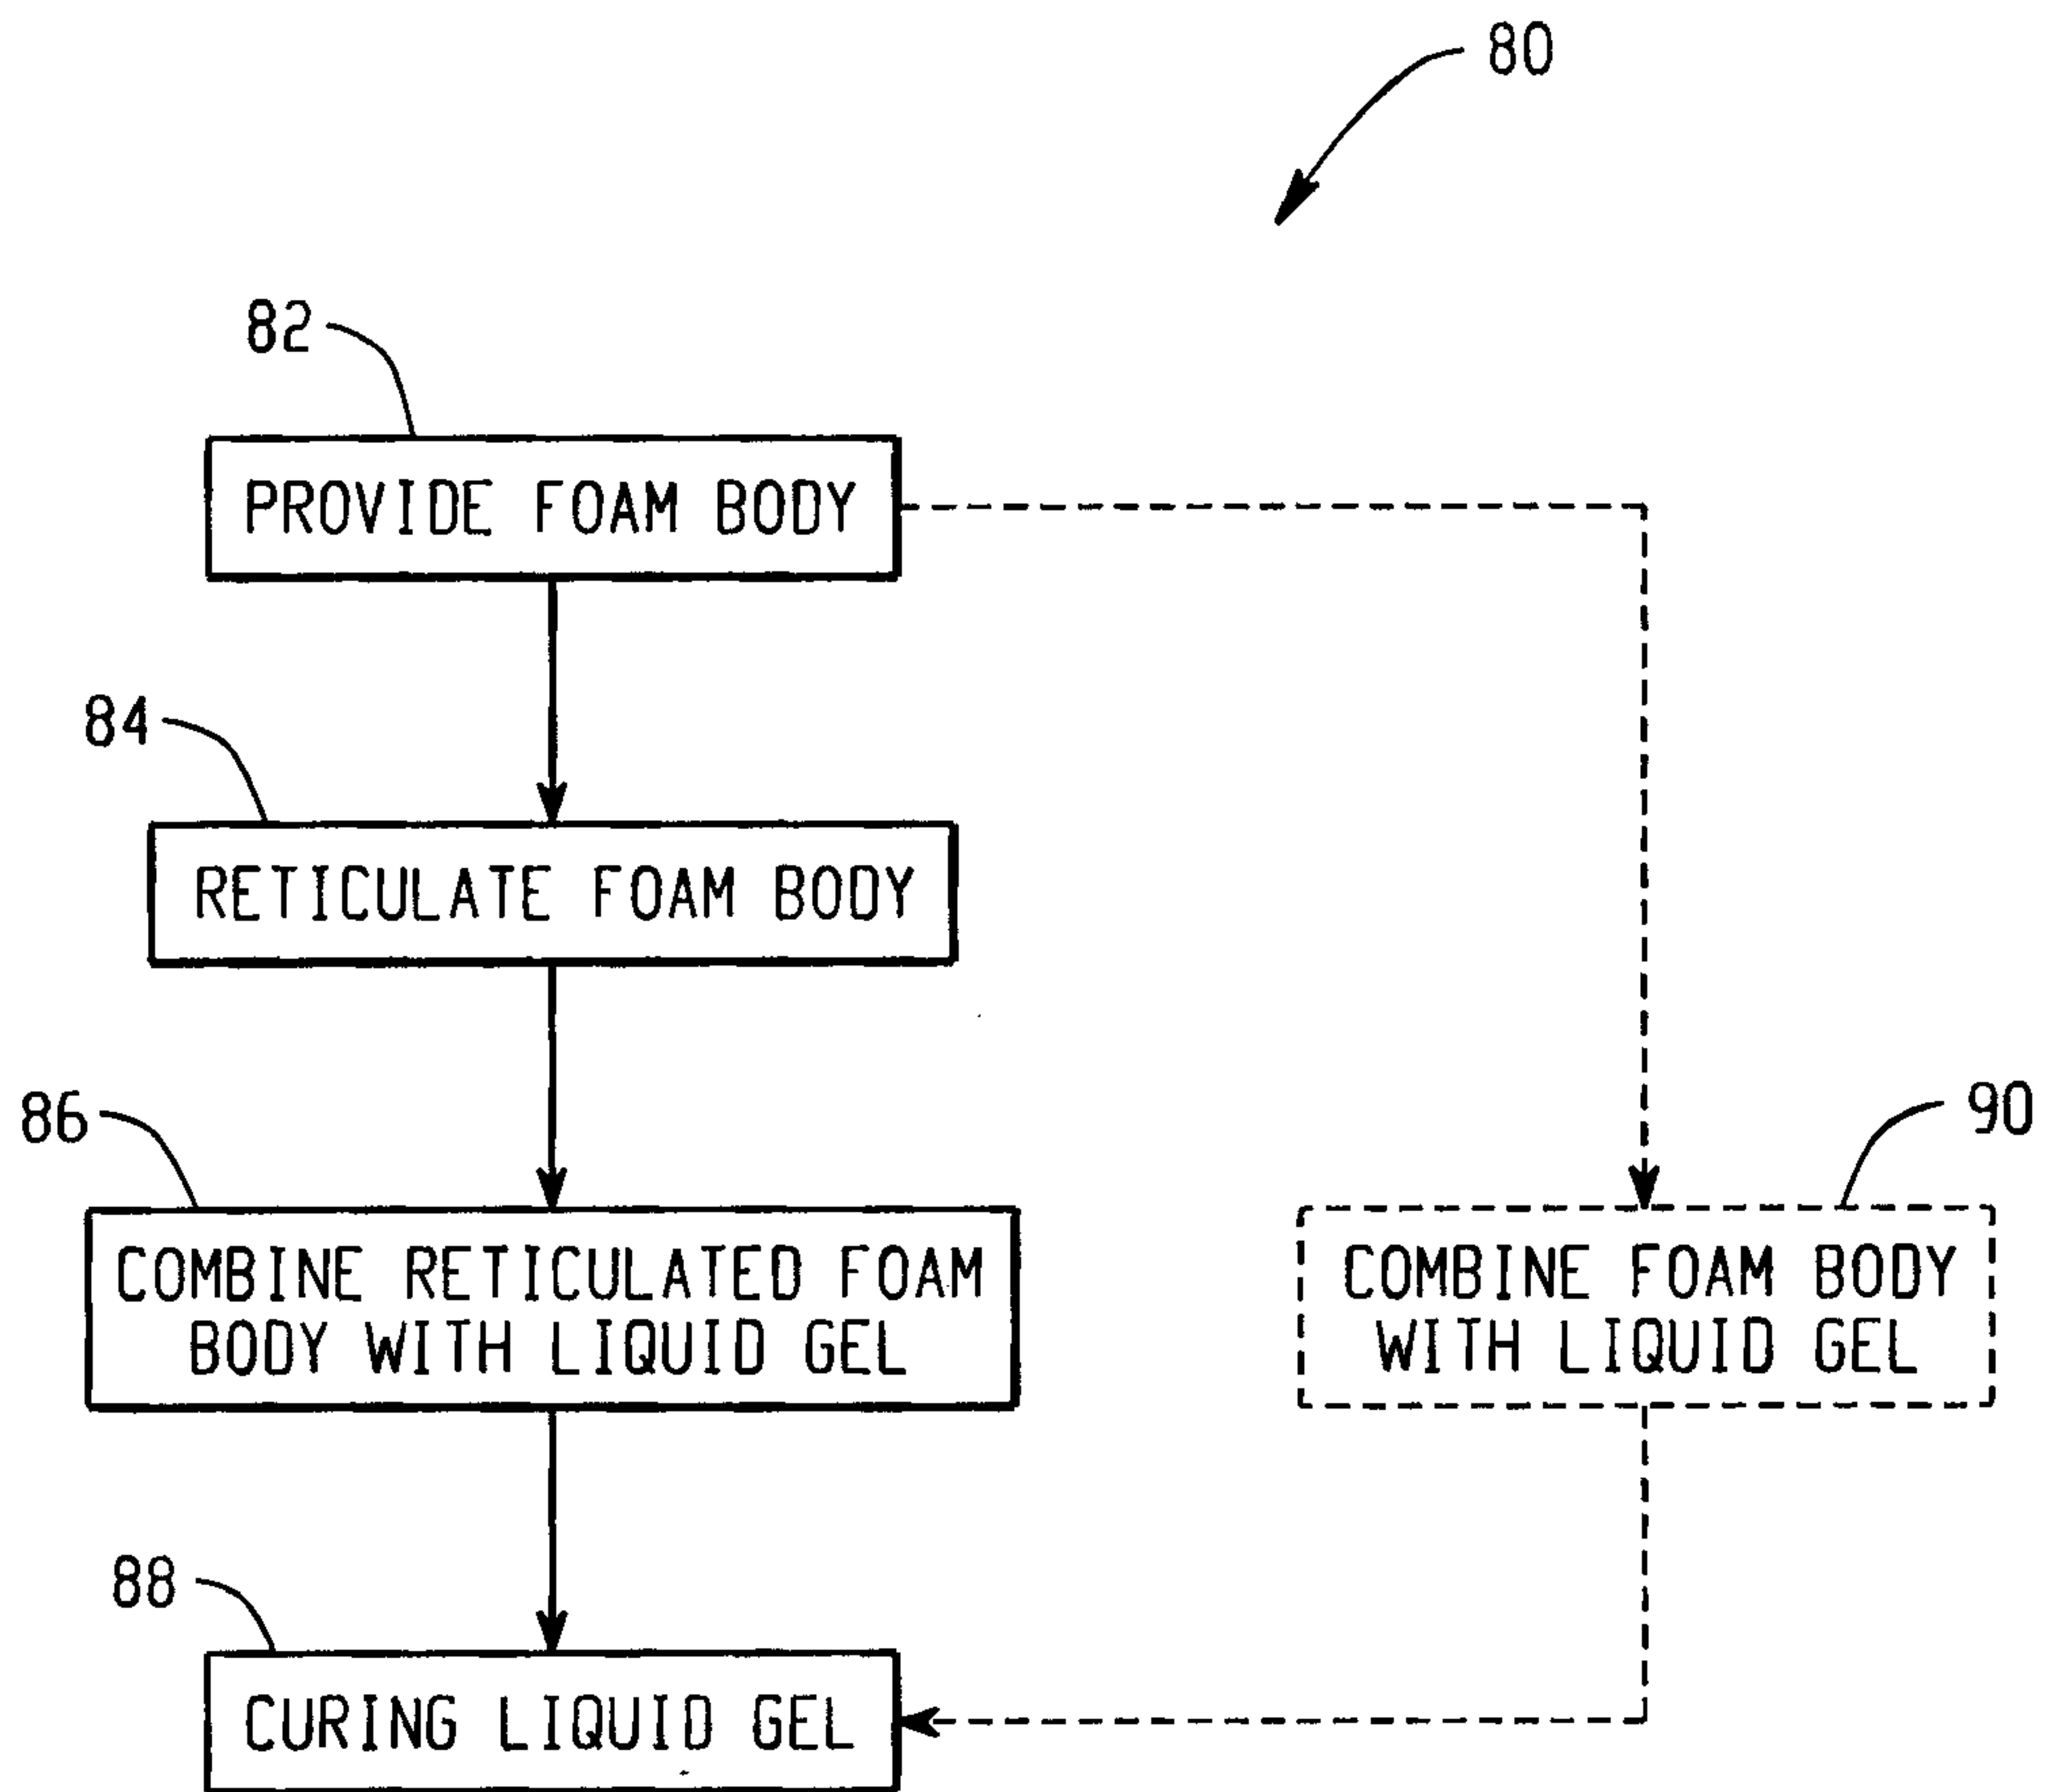 80
82
PROVIDE FOAM BODY
84
RETICULATE FOAM BODY
86
COMBINE RETICULATED FOAM
BODY WITH LIQUID GEL
90
COMBINE FOAM BODY
WITH LIQUID GEL
88
CURING LIQUID GEL